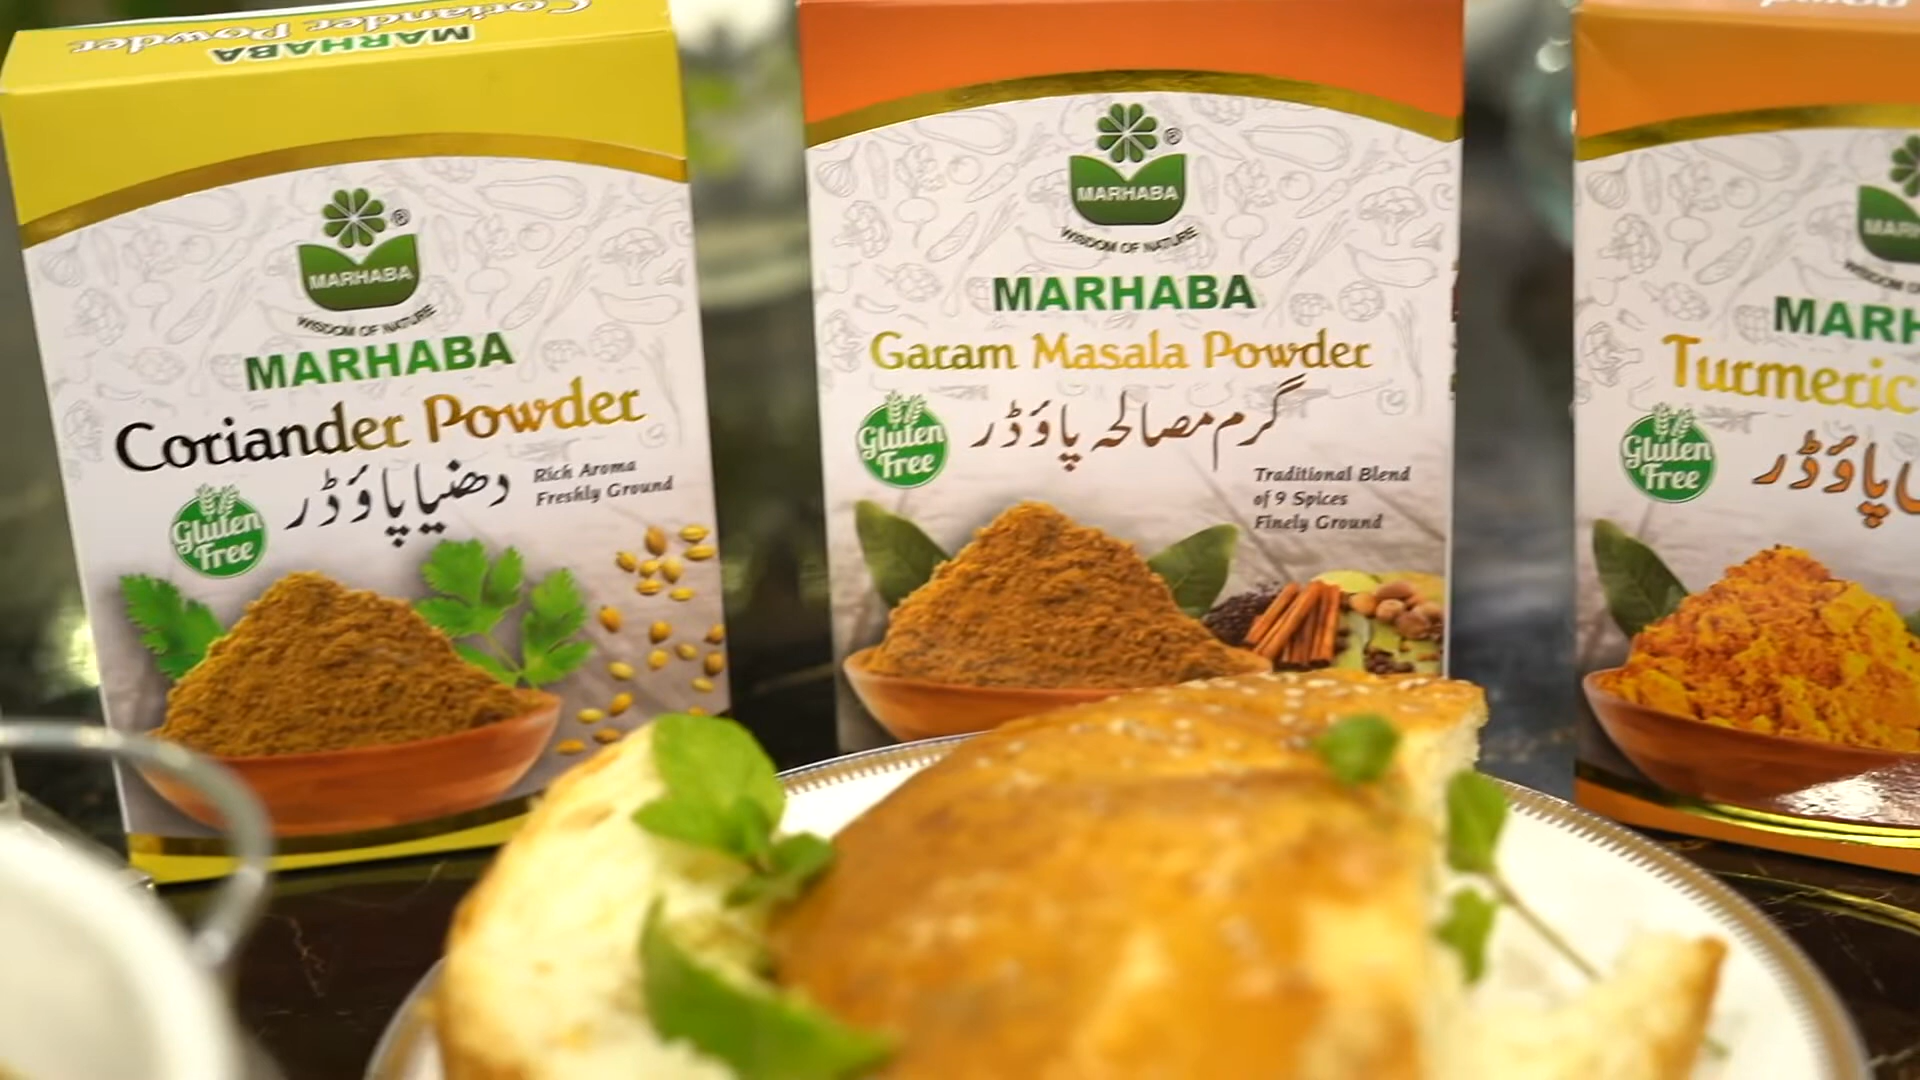 Coriander Powder
MARHABA
MARHABA
®
WISDOM OF NATURE
MARHABA
Coriander Powder
دھنیا پاؤڈر
Rich Aroma
Freshly Ground
Gluten
Free
MARHABA
®
WISDOM OF NATURE
MARHABA
Garam Masala Powder
گرم مصالحہ پاؤڈر
Gluten
Free
Traditional Blend
of 9 Spices
Finely Ground
Turmeric
پاؤڈر
Gluten
Free